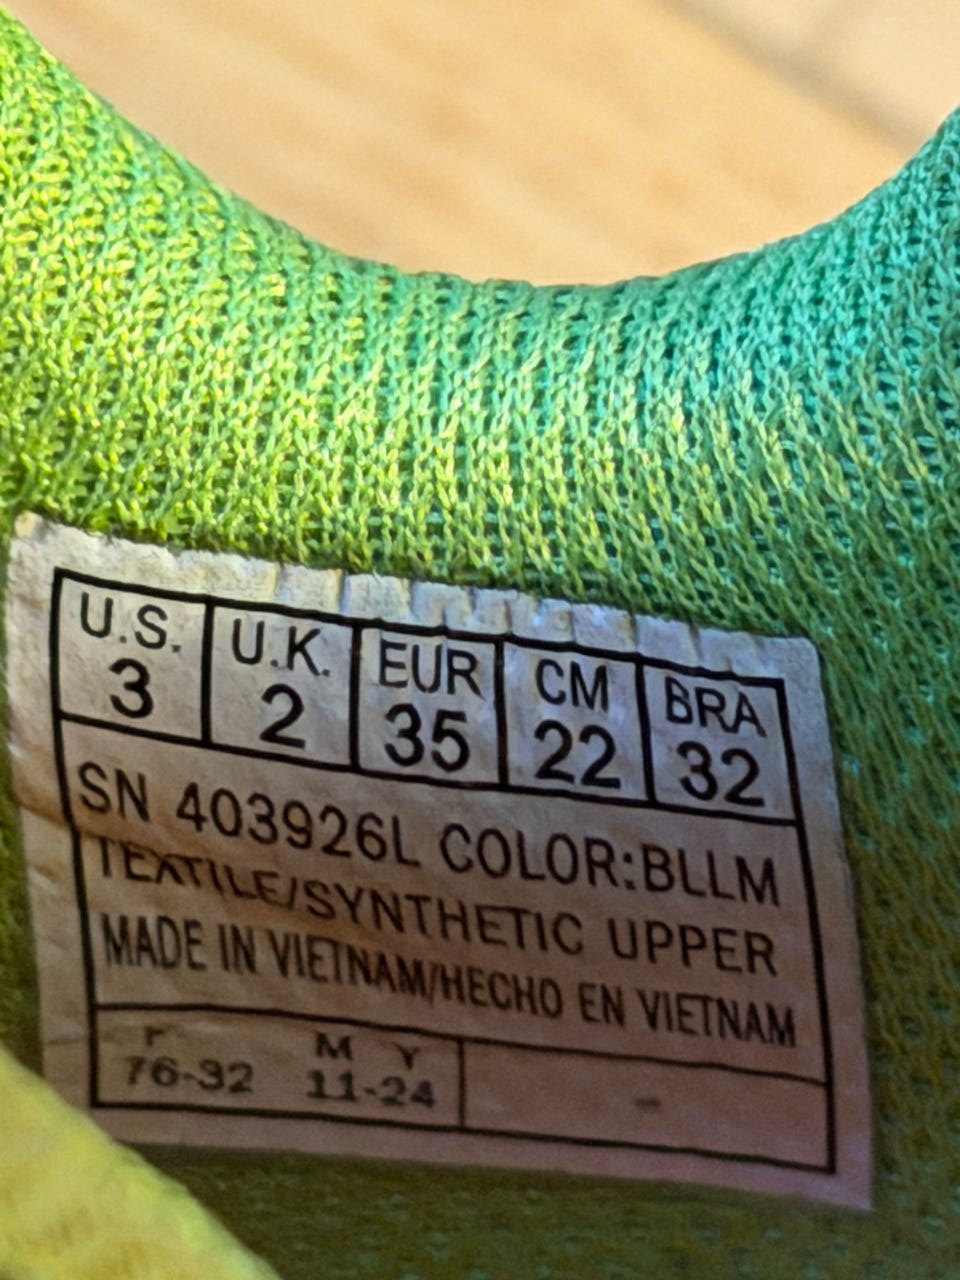 U.S. U.K. EUR CM BRA
3 2 35 22 32
SN 403926L COLOR:BLLM
TEXTILE/SYNTHETIC UPPER
MADE IN VIETNAM/HECHO EN VIETNAM
F M Y
76-32 11-24 -